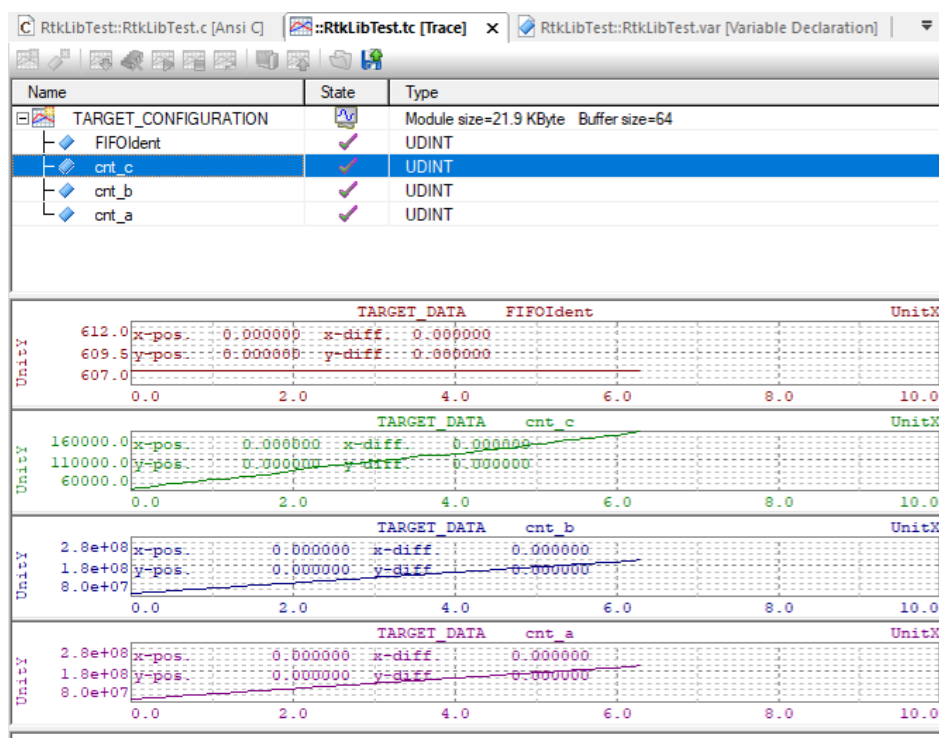 RtkLibTest::RtkLibTest.c [Ansi C] ::RtkLibTest.tc [Trace] x RtkLibTest::RtkLibTest.var [Variable Declaration]
Name State Type
TARGET_CONFIGURATION Module size=21.9 KByte Buffer size=64
FIFOIdent UDINT
cnt_c UDINT
cnt_b UDINT
cnt_a UDINT
TARGET_DATA FIFOIdent UnitX
612.0 x-pos. 0.000000 x-diff. 0.000000
609.5 y-pos. 0.000000 y-diff. 0.000000
607.0
UnitY
0.0 2.0 4.0 6.0 8.0 10.0
TARGET_DATA cnt_c UnitX
160000.0 x-pos. 0.000000 x-diff. 0.000000
110000.0 y-pos. 0.000000 y-diff. 0.000000
60000.0
UnitY
0.0 2.0 4.0 6.0 8.0 10.0
TARGET_DATA cnt_b UnitX
2.8e+08 x-pos. 0.000000 x-diff. 0.000000
1.8e+08 y-pos. 0.000000 y-diff. 0.000000
8.0e+07
UnitY
0.0 2.0 4.0 6.0 8.0 10.0
TARGET_DATA cnt_a UnitX
2.8e+08 x-pos. 0.000000 x-diff. 0.000000
1.8e+08 y-pos. 0.000000 y-diff. 0.000000
8.0e+07
UnitY
0.0 2.0 4.0 6.0 8.0 10.0